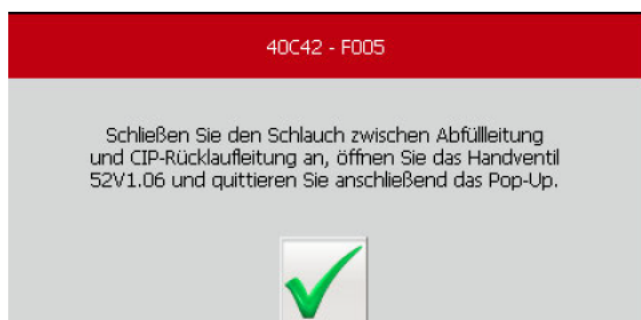 40C42 - F005
Schließen Sie den Schlauch zwischen Abfüllleitung
und CIP-Rücklaufleitung an, öffnen Sie das Handventil
52V1.06 und quittieren Sie anschließend das Pop-Up.